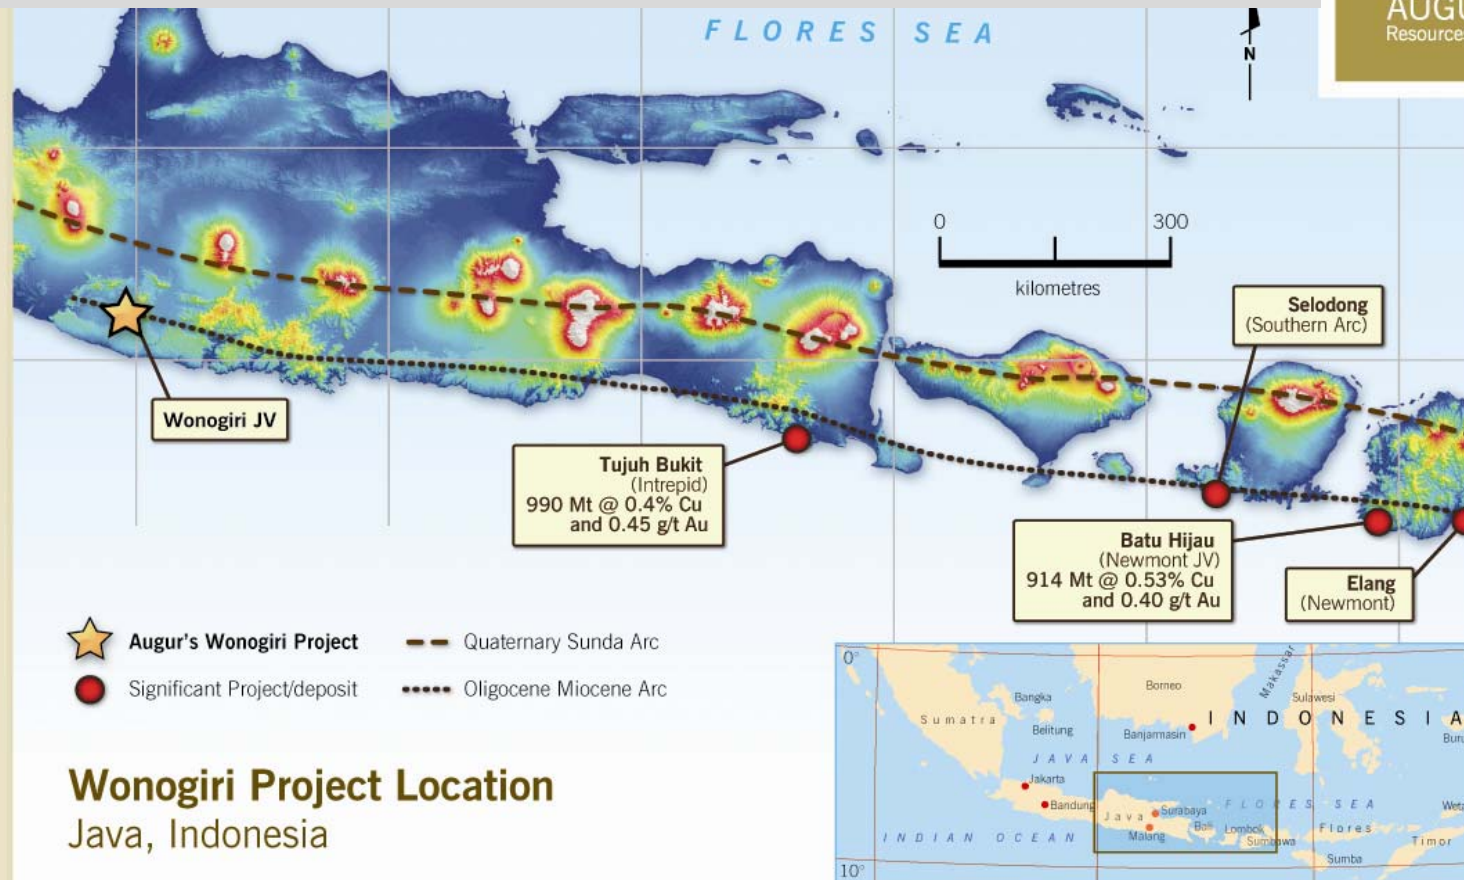 FLORES SEA
N
AUGU
Resources
0 300
kilometres
Selodong
(Southern Arc)
Wonogiri JV
Tujuh Bukit
(Intrepid)
990 Mt @ 0.4% Cu
and 0.45 g/t Au
Batu Hijau
(Newmont JV)
914 Mt @ 0.53% Cu
and 0.40 g/t Au
Elang
(Newmont)
Augur's Wonogiri Project
Quaternary Sunda Arc
Significant Project/deposit
Oligocene Miocene Arc
Wonogiri Project Location
Java, Indonesia
0°
Makassar
Borneo
Bangka
Sulawesi
Sumatra
INDONESIA
Belitung
Banjarmasin
Buru
JAVA SEA
Jakarta
Bandung
FLORES SEA
Weta
Java
Surabaya
Malang
Bali
Lombok
Flores
INDIAN OCEAN
Sumbawa
Timor
Sumba
10°